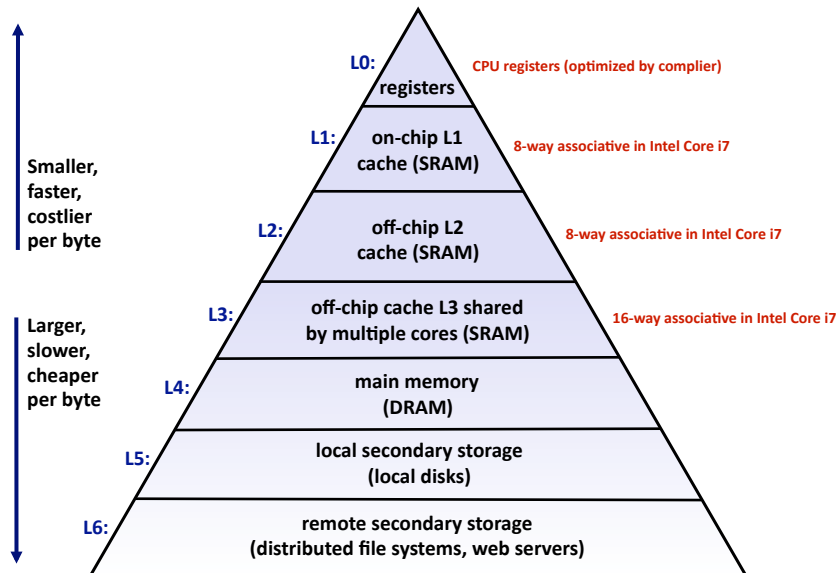 L0:
registers
CPU registers (optimized by complier)
L1:
on-chip L1
cache (SRAM)
8-way associative in Intel Core i7
Smaller,
faster,
costlier
per byte
L2:
off-chip L2
cache (SRAM)
8-way associative in Intel Core i7
Larger,
slower,
cheaper
per byte
L3:
off-chip cache L3 shared
by multiple cores (SRAM)
16-way associative in Intel Core i7
L4:
main memory
(DRAM)
L5:
local secondary storage
(local disks)
L6:
remote secondary storage
(distributed file systems, web servers)